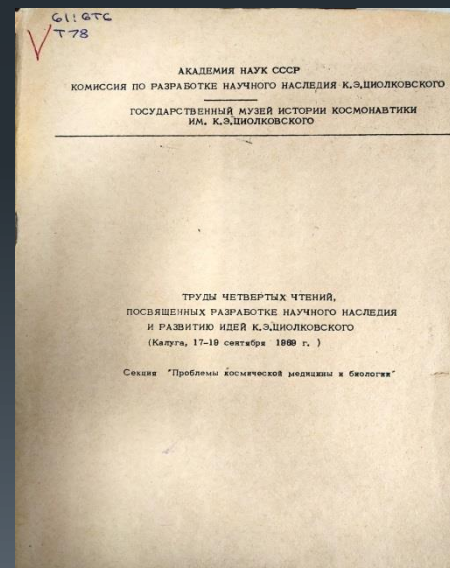 61:6TC
T78
АКАДЕМИЯ НАУК СССР
КОМИССИЯ ПО РАЗРАБОТКЕ НАУЧНОГО НАСЛЕДИЯ К.Э.ЦИОЛКОВСКОГО
ГОСУДАРСТВЕННЫЙ МУЗЕЙ ИСТОРИИ КОСМОНАВТИКИ
ИМ. К.Э.ЦИОЛКОВСКОГО
ТРУДЫ ЧЕТВЕРТЫХ ЧТЕНИЙ,
ПОСВЯЩЕННЫХ РАЗРАБОТКЕ НАУЧНОГО НАСЛЕДИЯ
И РАЗВИТИЮ ИДЕЙ К.Э.ЦИОЛКОВСКОГО
(Калуга, 17-19 сентября 1969 г. )
Секция "Проблемы космической медицины и биологии"